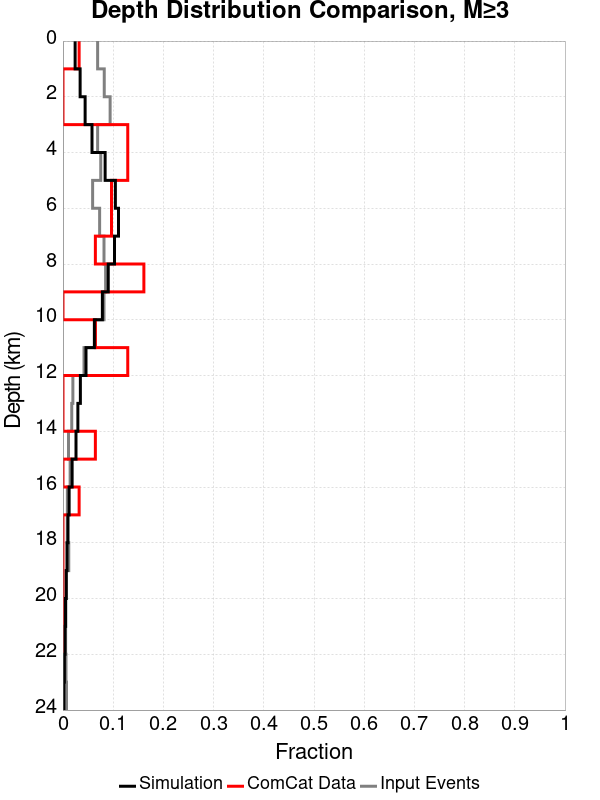 Depth Distribution Comparison, M≥3
0
2
4
6
8
10
12
14
16
18
20
22
24
Depth (km)
0 0.1 0.2 0.3 0.4 0.5 0.6 0.7 0.8 0.9 1
Fraction
Simulation ComCat Data Input Events